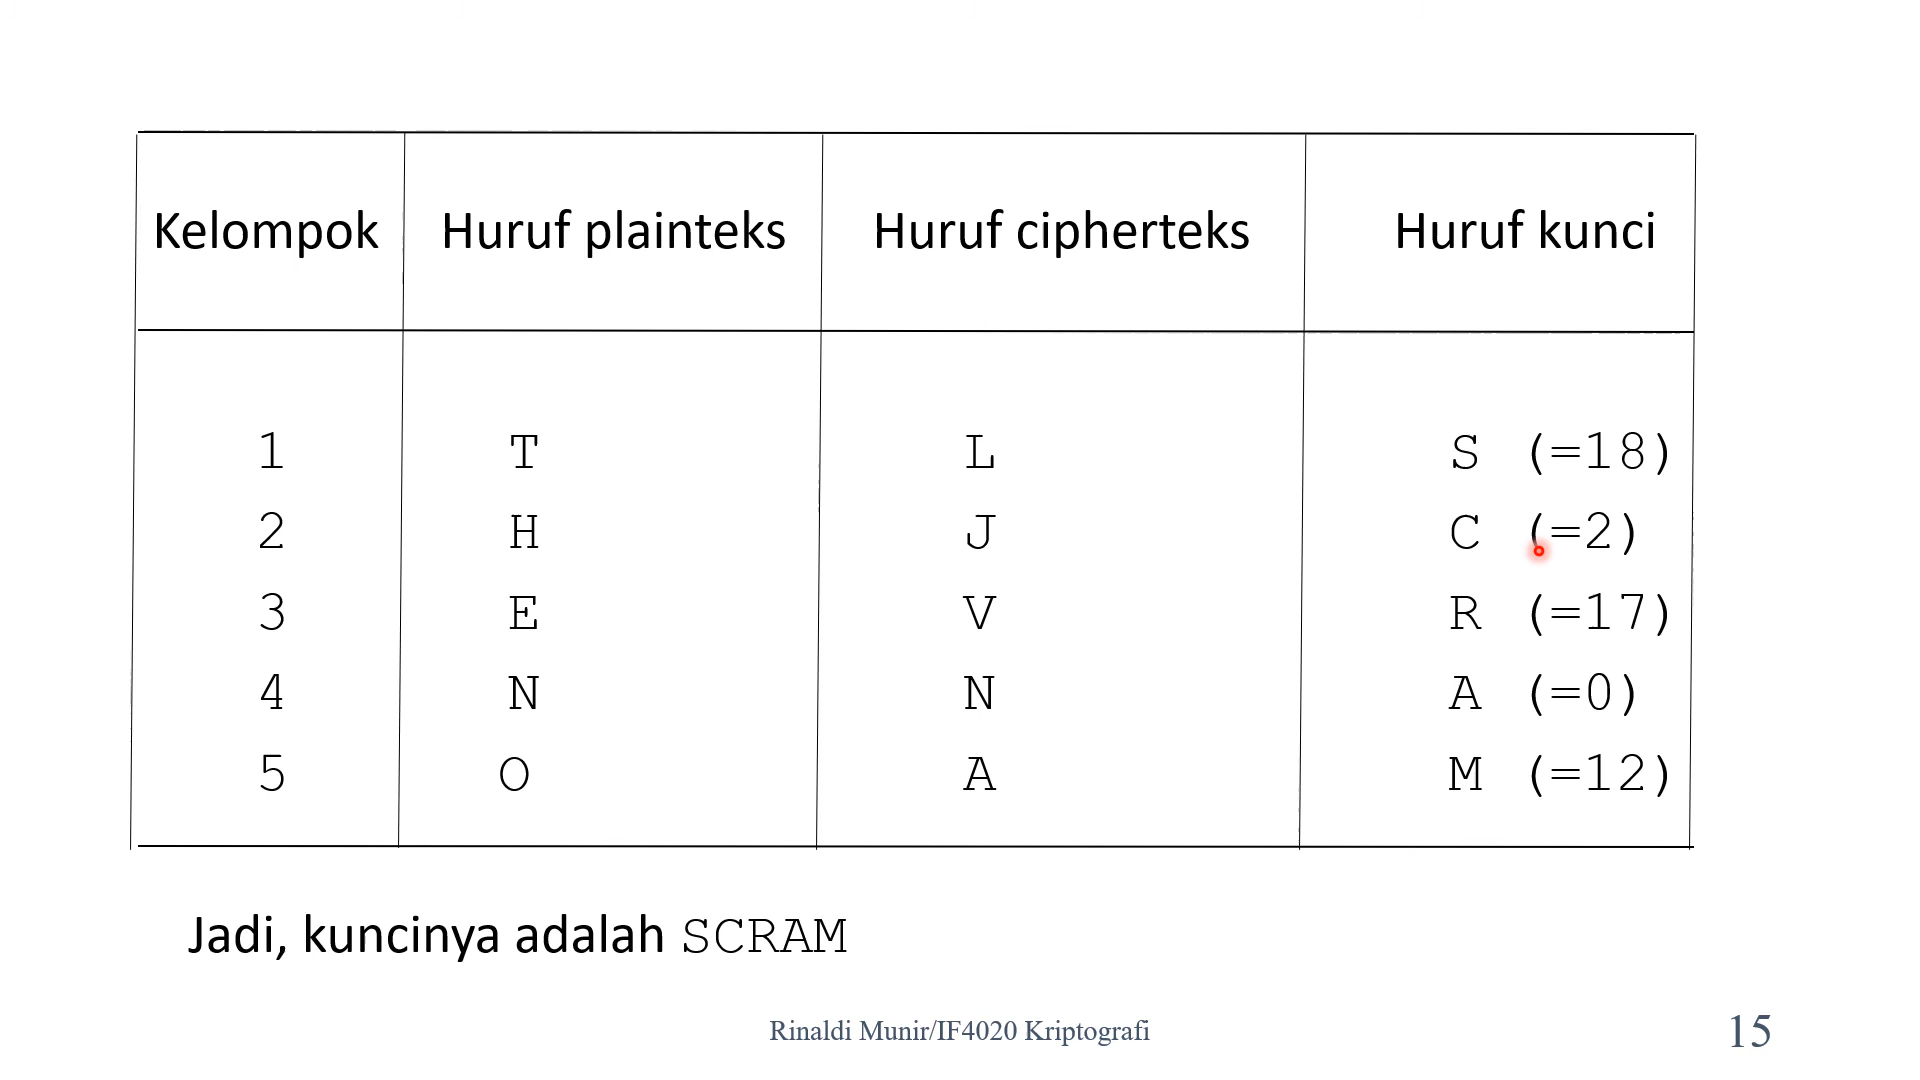 Kelompok Huruf plainteks Huruf cipherteks Huruf kunci
1 T L S (=18)
2 H J C (=2)
3 E V R (=17)
4 N N A (=0)
5 O A M (=12)
Jadi, kuncinya adalah SCRAM
Rinaldi Munir/IF4020 Kriptografi 15